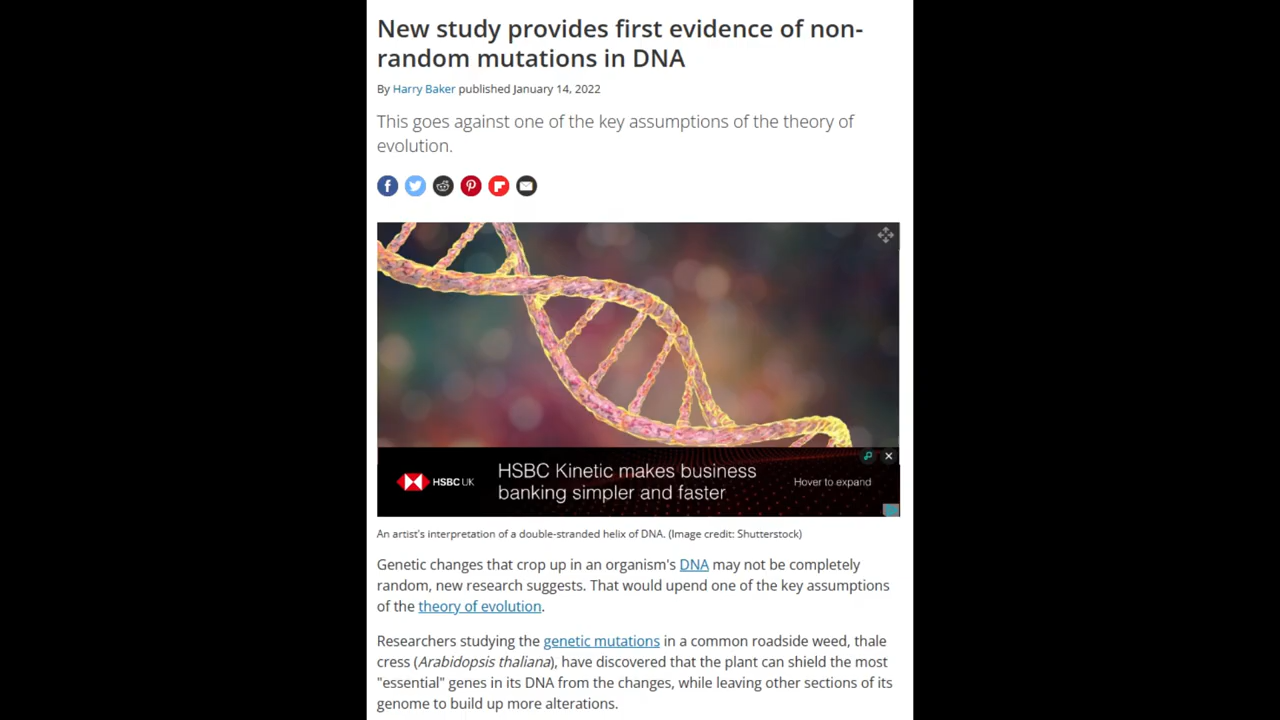 New study provides first evidence of non-
random mutations in DNA
By Harry Baker published January 14, 2022
This goes against one of the key assumptions of the theory of
evolution.
HSBC UK
HSBC Kinetic makes business
banking simpler and faster
Hover to expand
An artist's interpretation of a double-stranded helix of DNA. (Image credit: Shutterstock)
Genetic changes that crop up in an organism's DNA may not be completely
random, new research suggests. That would upend one of the key assumptions
of the theory of evolution.
Researchers studying the genetic mutations in a common roadside weed, thale
cress (Arabidopsis thaliana), have discovered that the plant can shield the most
"essential" genes in its DNA from the changes, while leaving other sections of its
genome to build up more alterations.